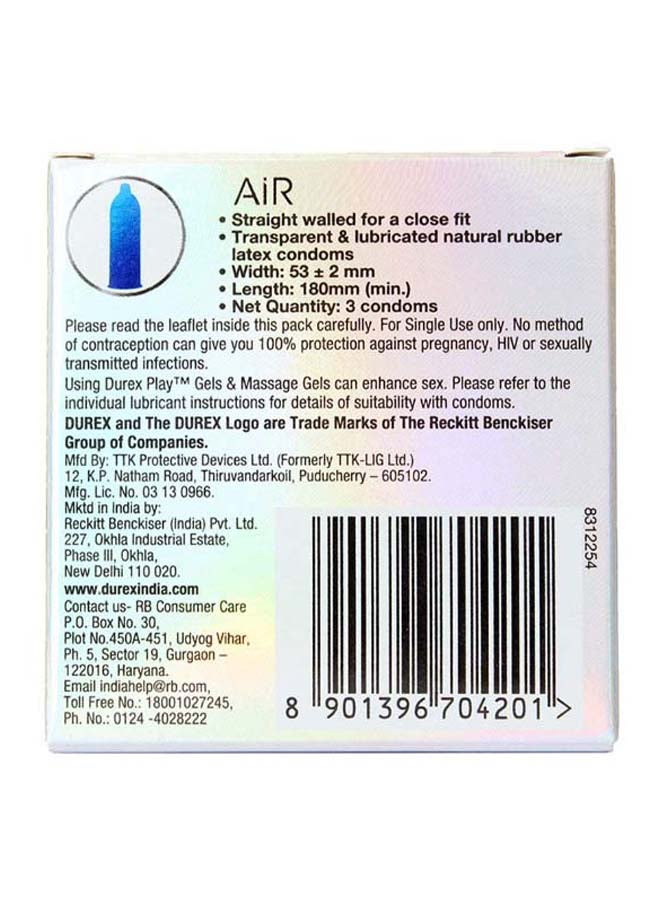 AiR
• Straight walled for a close fit
• Transparent & lubricated natural rubber
latex condoms
• Width: 53 ± 2 mm
• Length: 180mm (min.)
• Net Quantity: 3 condoms
Please read the leaflet inside this pack carefully. For Single Use only. No method
of contraception can give you 100% protection against pregnancy, HIV or sexually
transmitted infections.
Using Durex Play™ Gels & Massage Gels can enhance sex. Please refer to the
individual lubricant instructions for details of suitability with condoms.
DUREX and The DUREX Logo are Trade Marks of The Reckitt Benckiser
Group of Companies.
Mfd By: TTK Protective Devices Ltd. (Formerly TTK-LIG Ltd.)
12, K.P. Natham Road, Thiruvandarkoil, Puducherry – 605102.
Mfg. Lic. No. 03 13 0966.
Mktd in India by:
Reckitt Benckiser (India) Pvt. Ltd.
227, Okhla Industrial Estate,
Phase III, Okhla,
New Delhi 110 020.
www.durexindia.com
Contact us- RB Consumer Care
P.O. Box No. 30,
Plot No.450A-451, Udyog Vihar,
Ph. 5, Sector 19, Gurgaon –
122016, Haryana.
Email indiahelp@rb.com,
Toll Free No.: 18001027245,
Ph. No.: 0124 -4028222
8312254
8 901396 704201 >